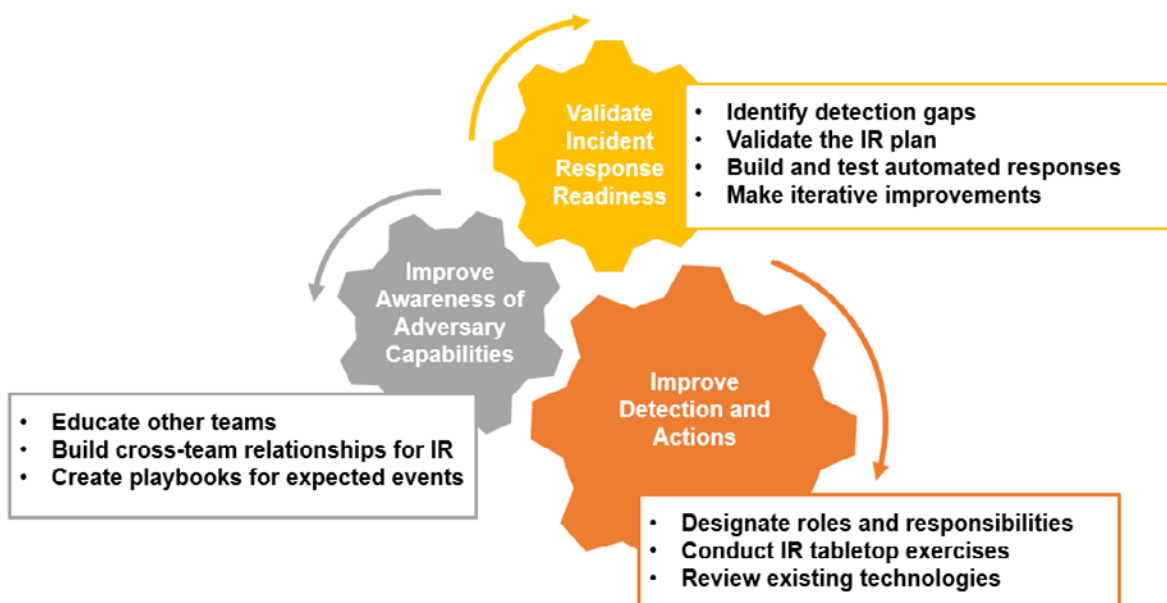 Validate
Incident
Response
Readiness
• Identify detection gaps
• Validate the IR plan
• Build and test automated responses
• Make iterative improvements
Improve
Awareness of
Adversary
Capabilities
• Educate other teams
• Build cross-team relationships for IR
• Create playbooks for expected events
Improve
Detection and
Actions
• Designate roles and responsibilities
• Conduct IR tabletop exercises
• Review existing technologies